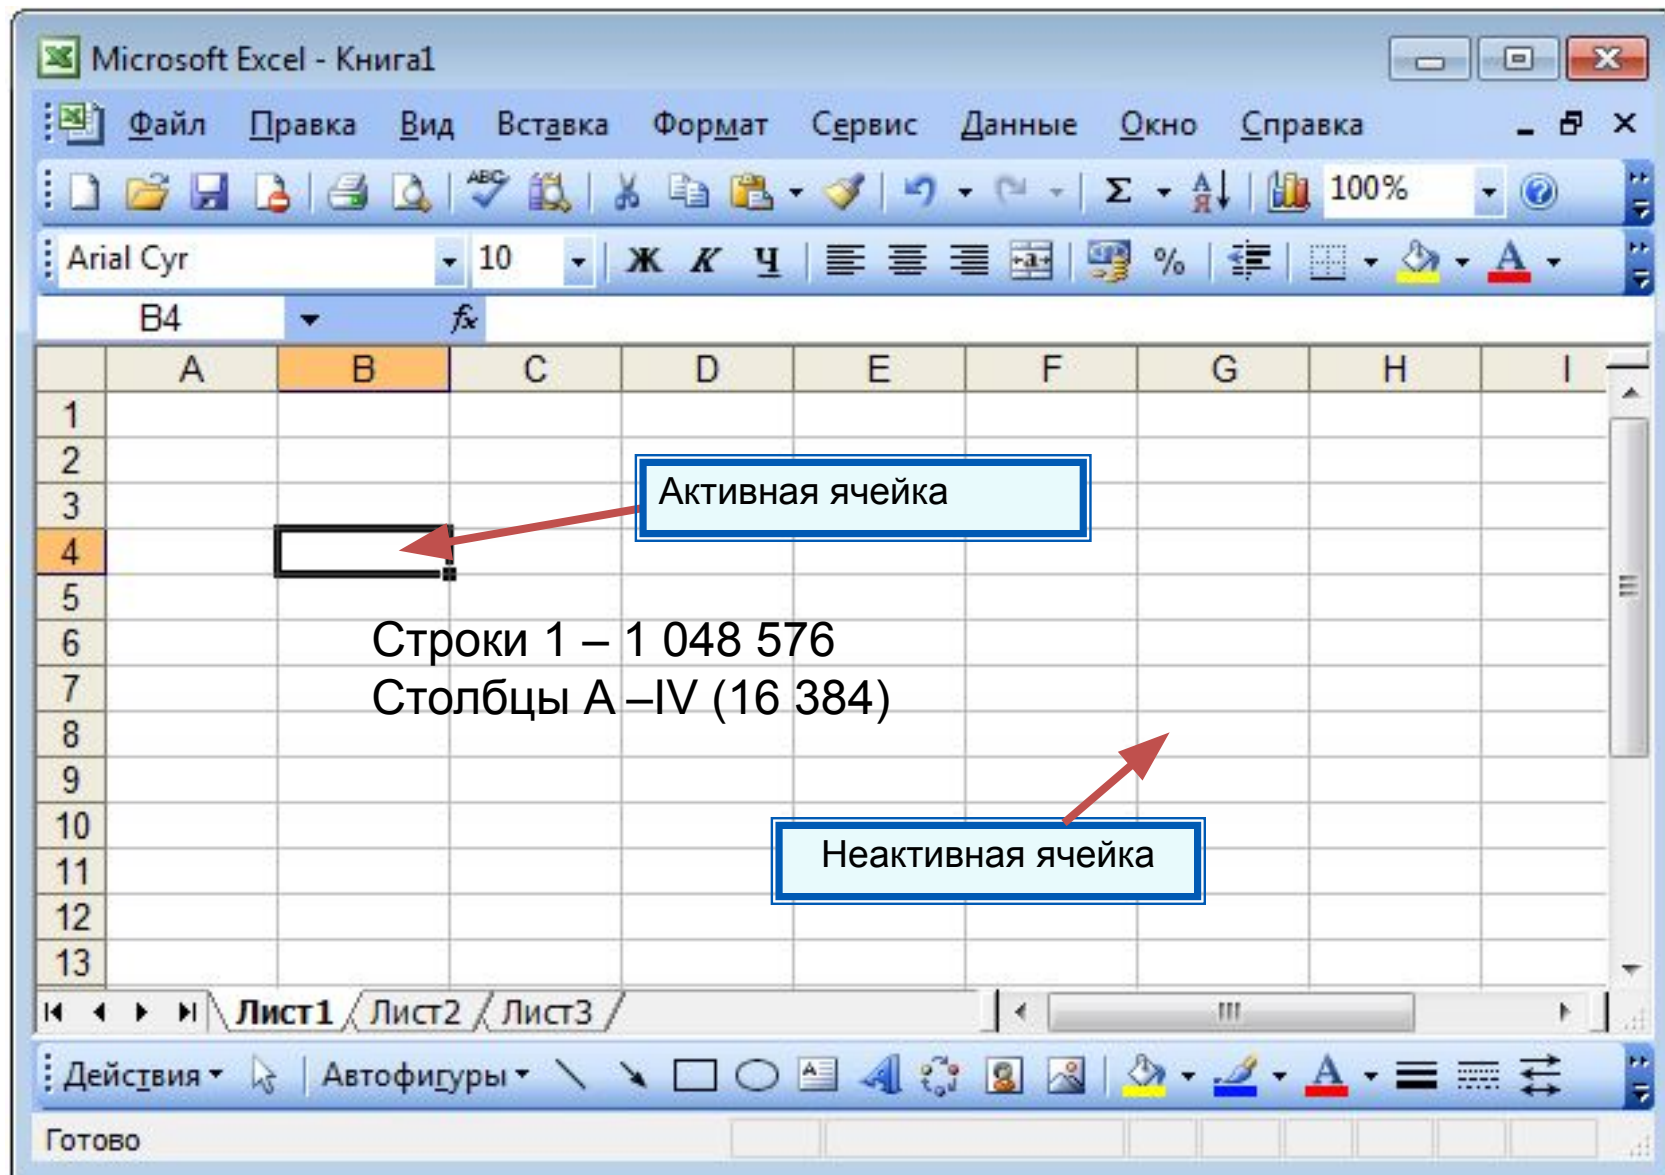 Microsoft Excel - Книга1
Файл Правка Вид Вставка Формат Сервис Данные Окно Справка
ABC Σ А Я 100% ?
Arial Cyr 10 Ж К Ч a % A
B4 fx
A B C D E F G H I
1
2
Активная ячейка
3
4
5
6
Строки 1 – 1 048 576
7
Столбцы A –IV (16 384)
8
9
10
Неактивная ячейка
11
12
13
Лист1 Лист2 Лист3
Действия Автофигуры A A A
Готово